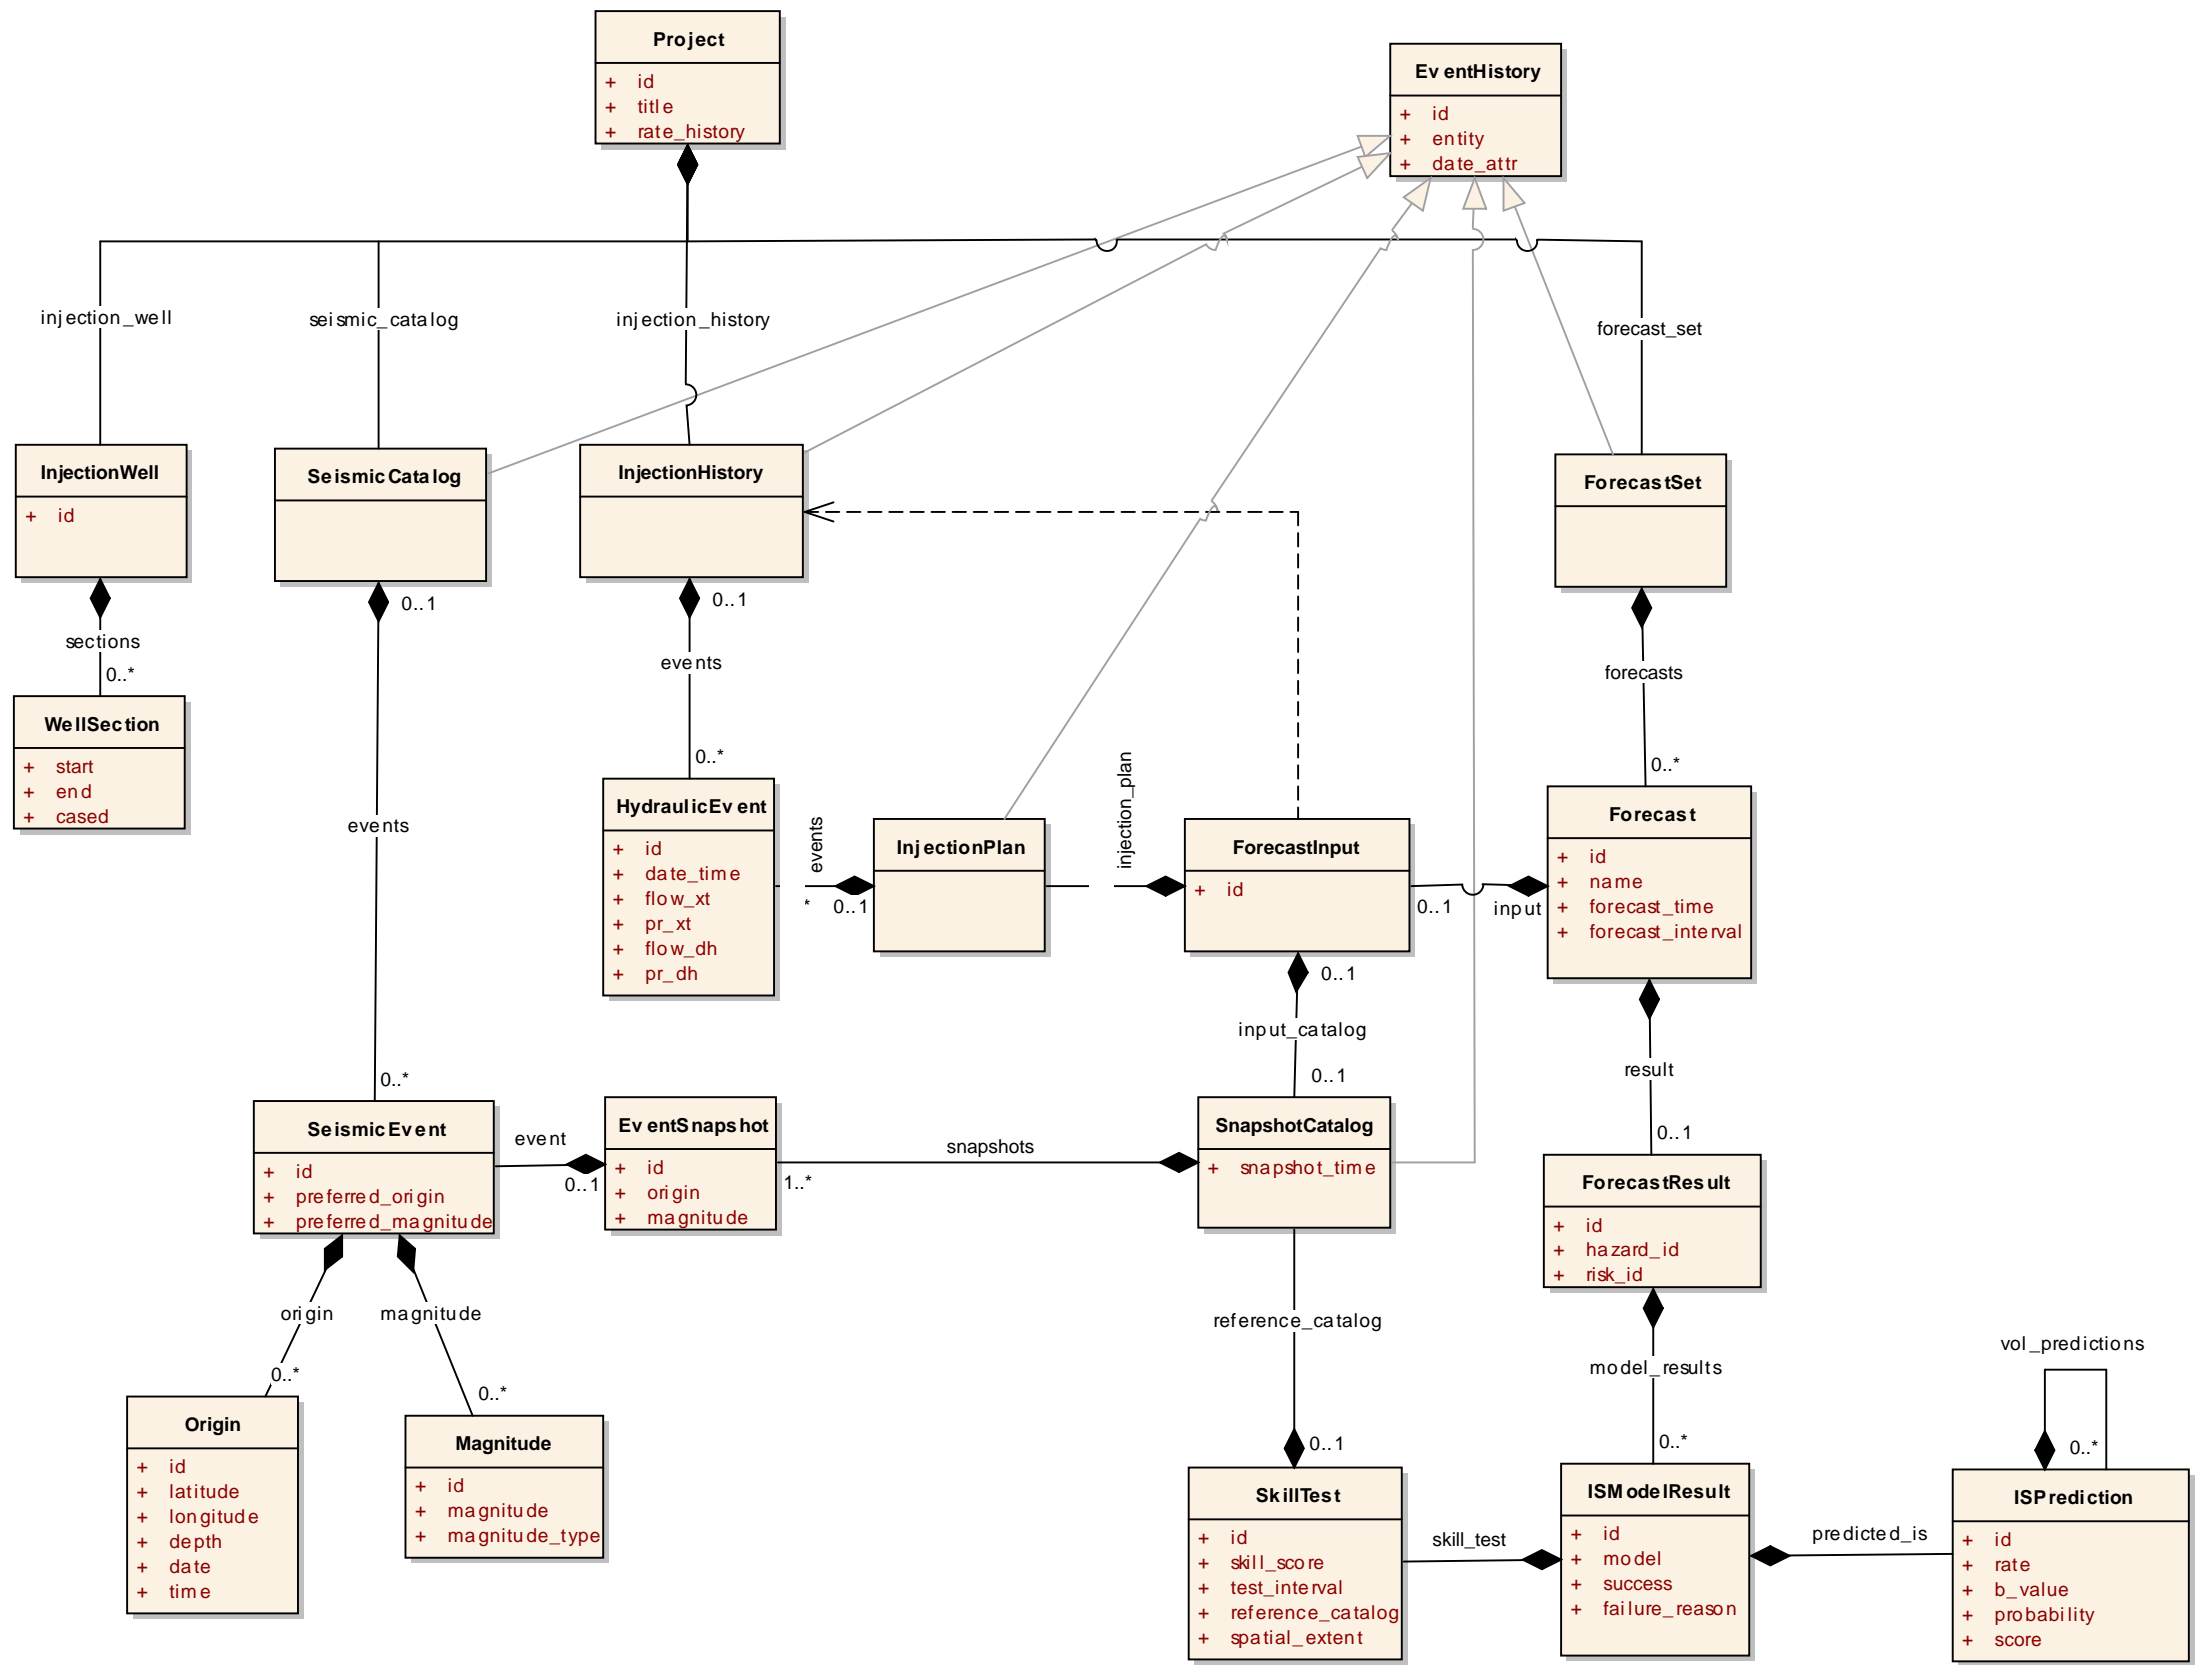 Project
+ id
+ title
+ rate_history
EventHistory
+ id
+ entity
+ date_attr
injection_well
seismic_catalog
injection_history
forecast_set
InjectionWell
+ id
SeismicCatalog
InjectionHistory
ForecastSet
0..1
0..1
sections
0..*
events
forecasts
WellSection
+ start
+ end
+ cased
0..*
0..*
events
HydraulicEvent
+ id
+ date_time
+ flow_xt
+ pr_xt
+ flow_dh
+ pr_dh
events
*
0..1
InjectionPlan
injection_plan
ForecastInput
+ id
0..1
input
Forecast
+ id
+ name
+ forecast_time
+ forecast_interval
0..1
input_catalog
0..1
result
0..1
0..*
SeismicEvent
+ id
+ preferred_origin
+ preferred_magnitude
event
0..1
EventSnapshot
+ id
+ origin
+ magnitude
snapshots
1..*
SnapshotCatalog
+ snapshot_time
ForecastResult
+ id
+ hazard_id
+ risk_id
origin
magnitude
reference_catalog
model_results
vol_predictions
0..*
0..*
0..1
0..*
0..*
Origin
+ id
+ latitude
+ longitude
+ depth
+ date
+ time
Magnitude
+ id
+ magnitude
+ magnitude_type
SkillTest
+ id
+ skill_score
+ test_interval
+ reference_catalog
+ spatial_extent
skill_test
ISModelResult
+ id
+ model
+ success
+ failure_reason
predicted_is
ISPrediction
+ id
+ rate
+ b_value
+ probability
+ score